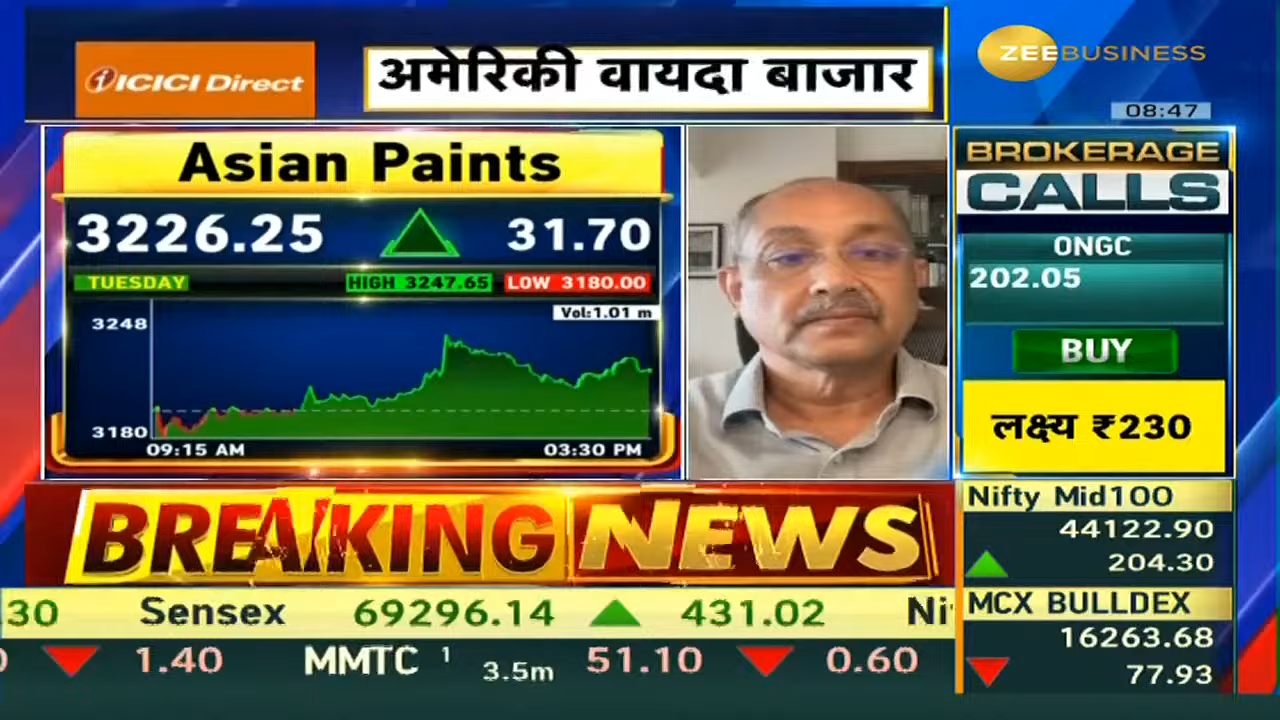 ICICI Direct
अमेरिकी वायदा बाजार
ZEEBUSINESS
08:47
Asian Paints
3226.25 31.70
TUESDAY HIGH 3247.65 LOW 3180.00
Vol:1.01 m
3248
3180
09:15 AM 03:30 PM
BROKERAGE
CALLS
ONGC
202.05
BUY
लक्ष्य ₹230
BREAKING NEWS
Nifty Mid100
44122.90
204.30
MCX BULLDEX
16263.68
77.93
.30 Sensex 69296.14 431.02 Ni
1.40 MMTC 1 3.5m 51.10 0.60